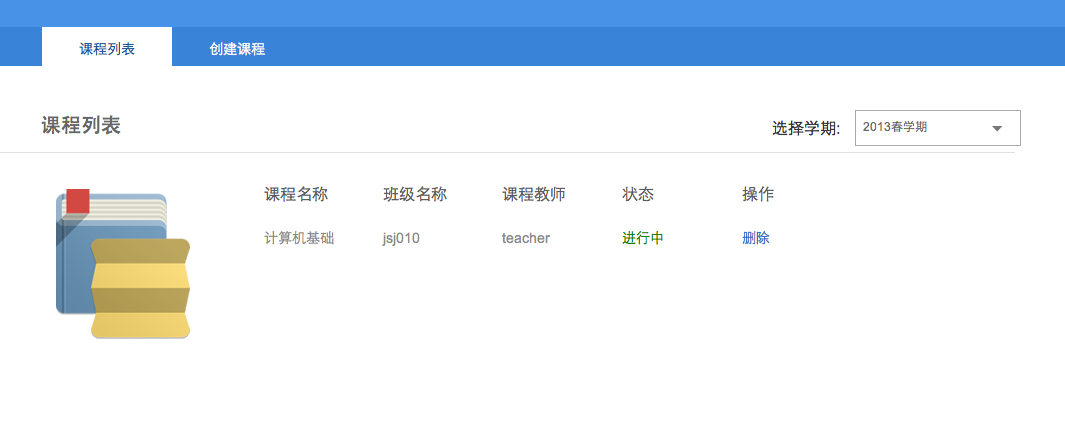 课程列表 创建课程
课程列表 选择学期: 2013春学期
课程名称 班级名称 课程教师 状态 操作
计算机基础 jsj010 teacher 进行中 删除